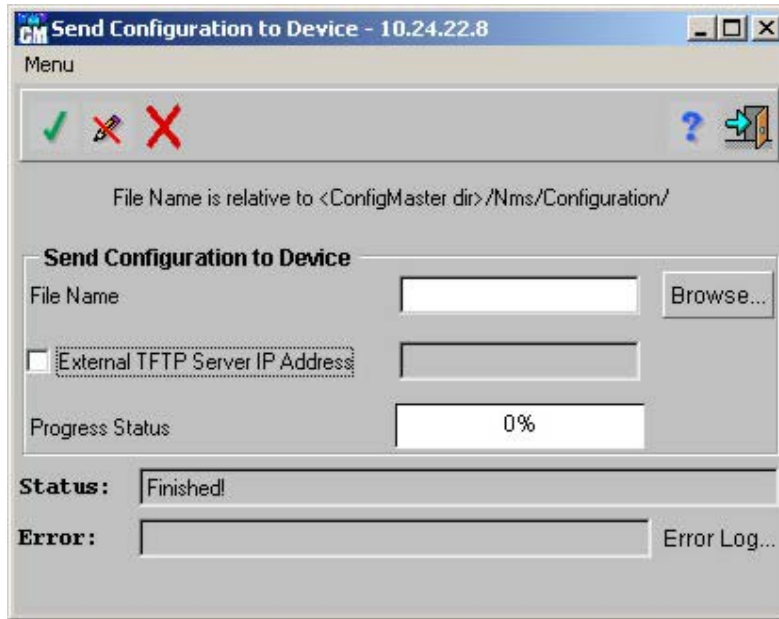 CM Send Configuration to Device - 10.24.22.8
Menu
?
File Name is relative to <ConfigMaster dir>/Nms/Configuration/
Send Configuration to Device
File Name Browse...
External TFTP Server IP Address
Progress Status 0%
Status: Finished!
Error: Error Log...